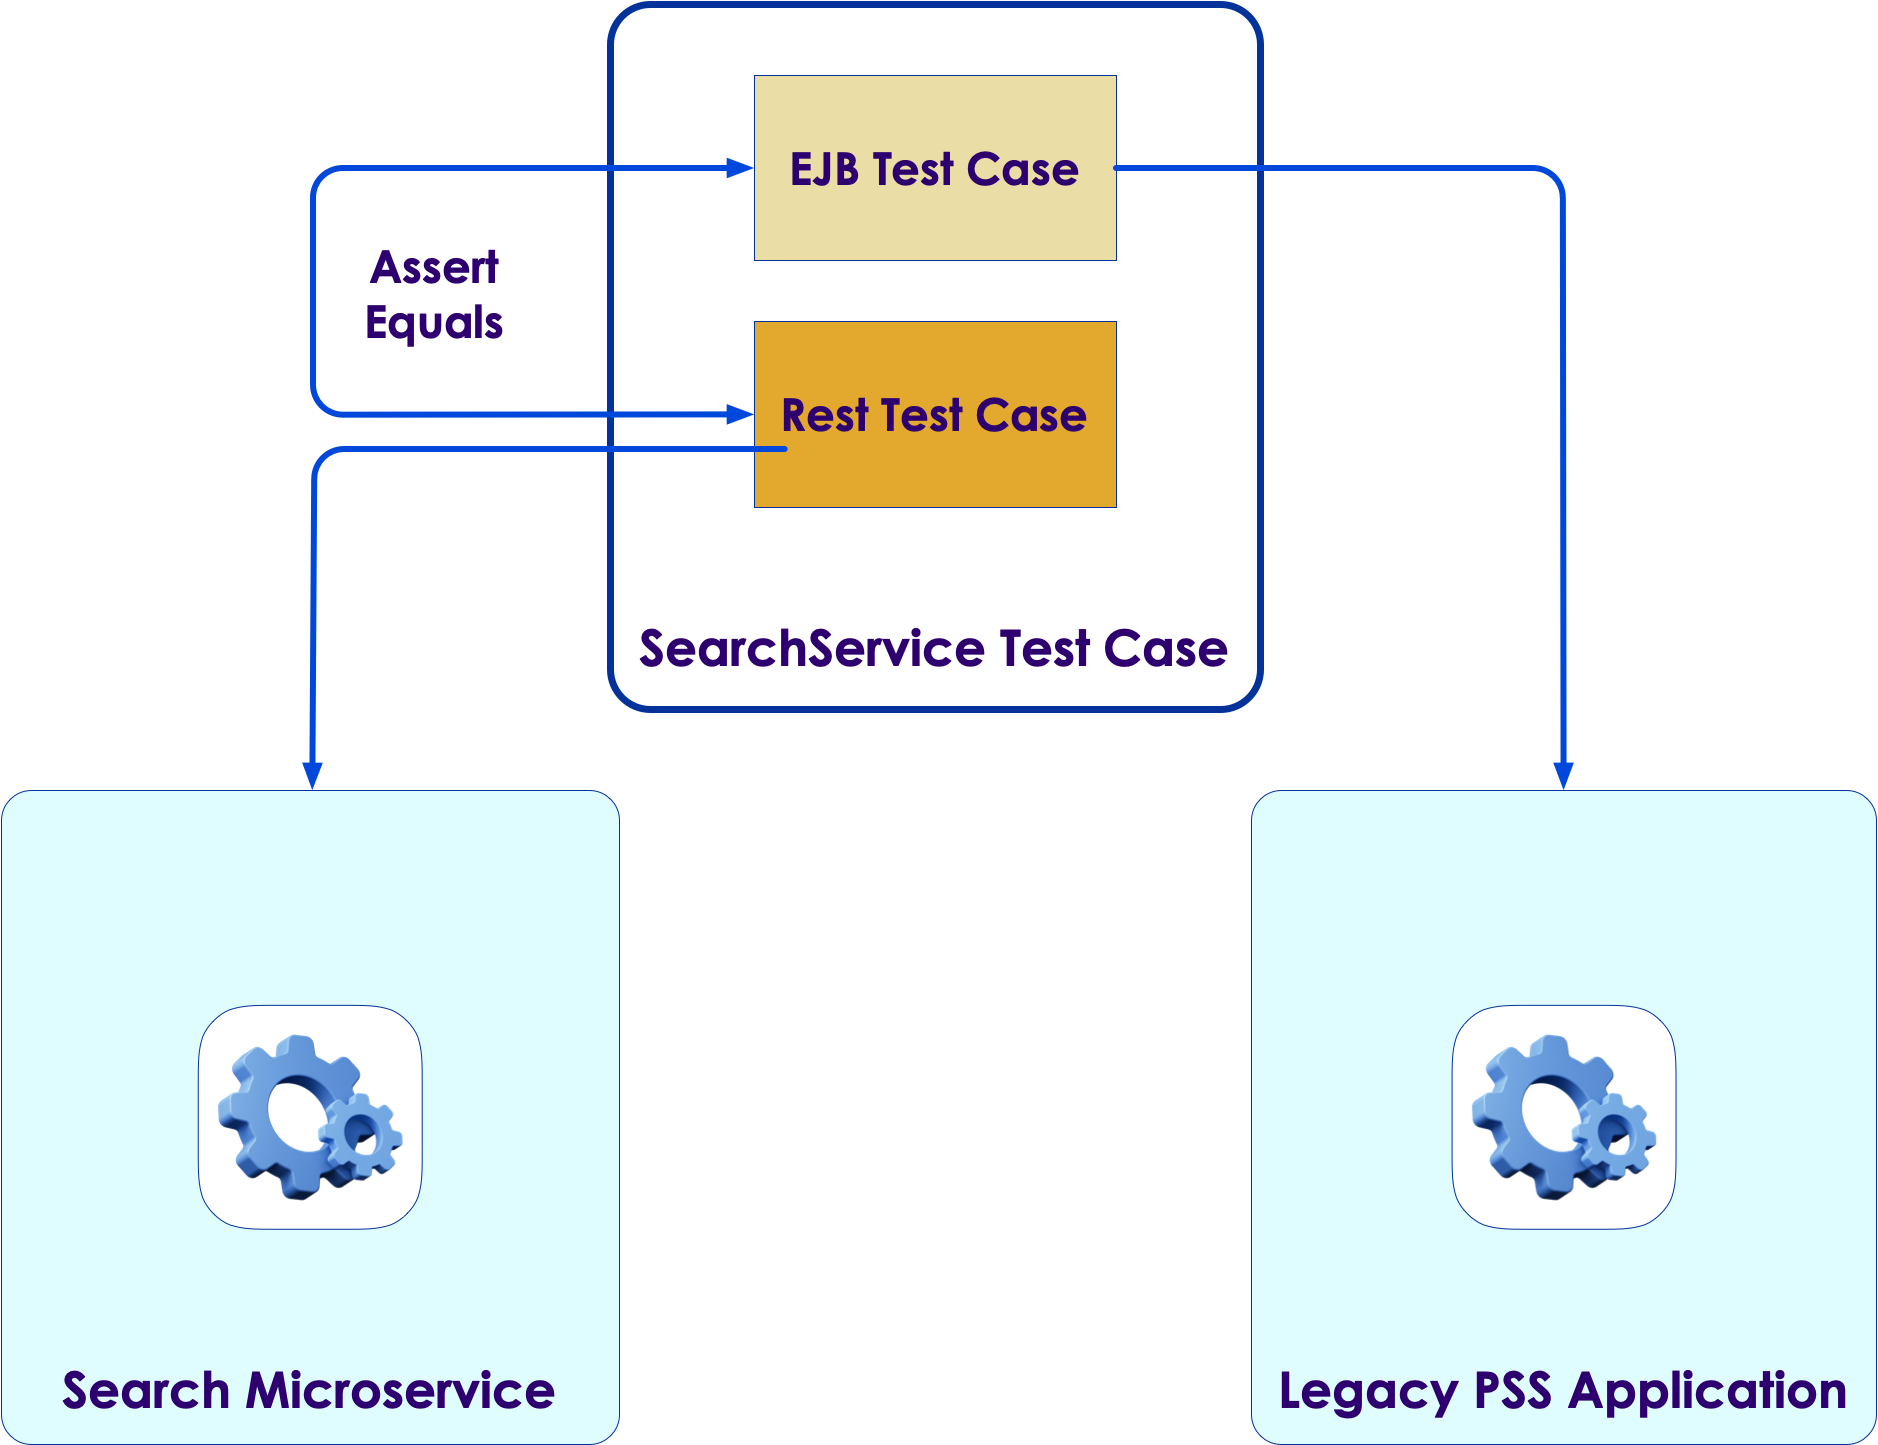 EJB Test Case
Assert
Equals
Rest Test Case
SearchService Test Case
Search Microservice
Legacy PSS Application